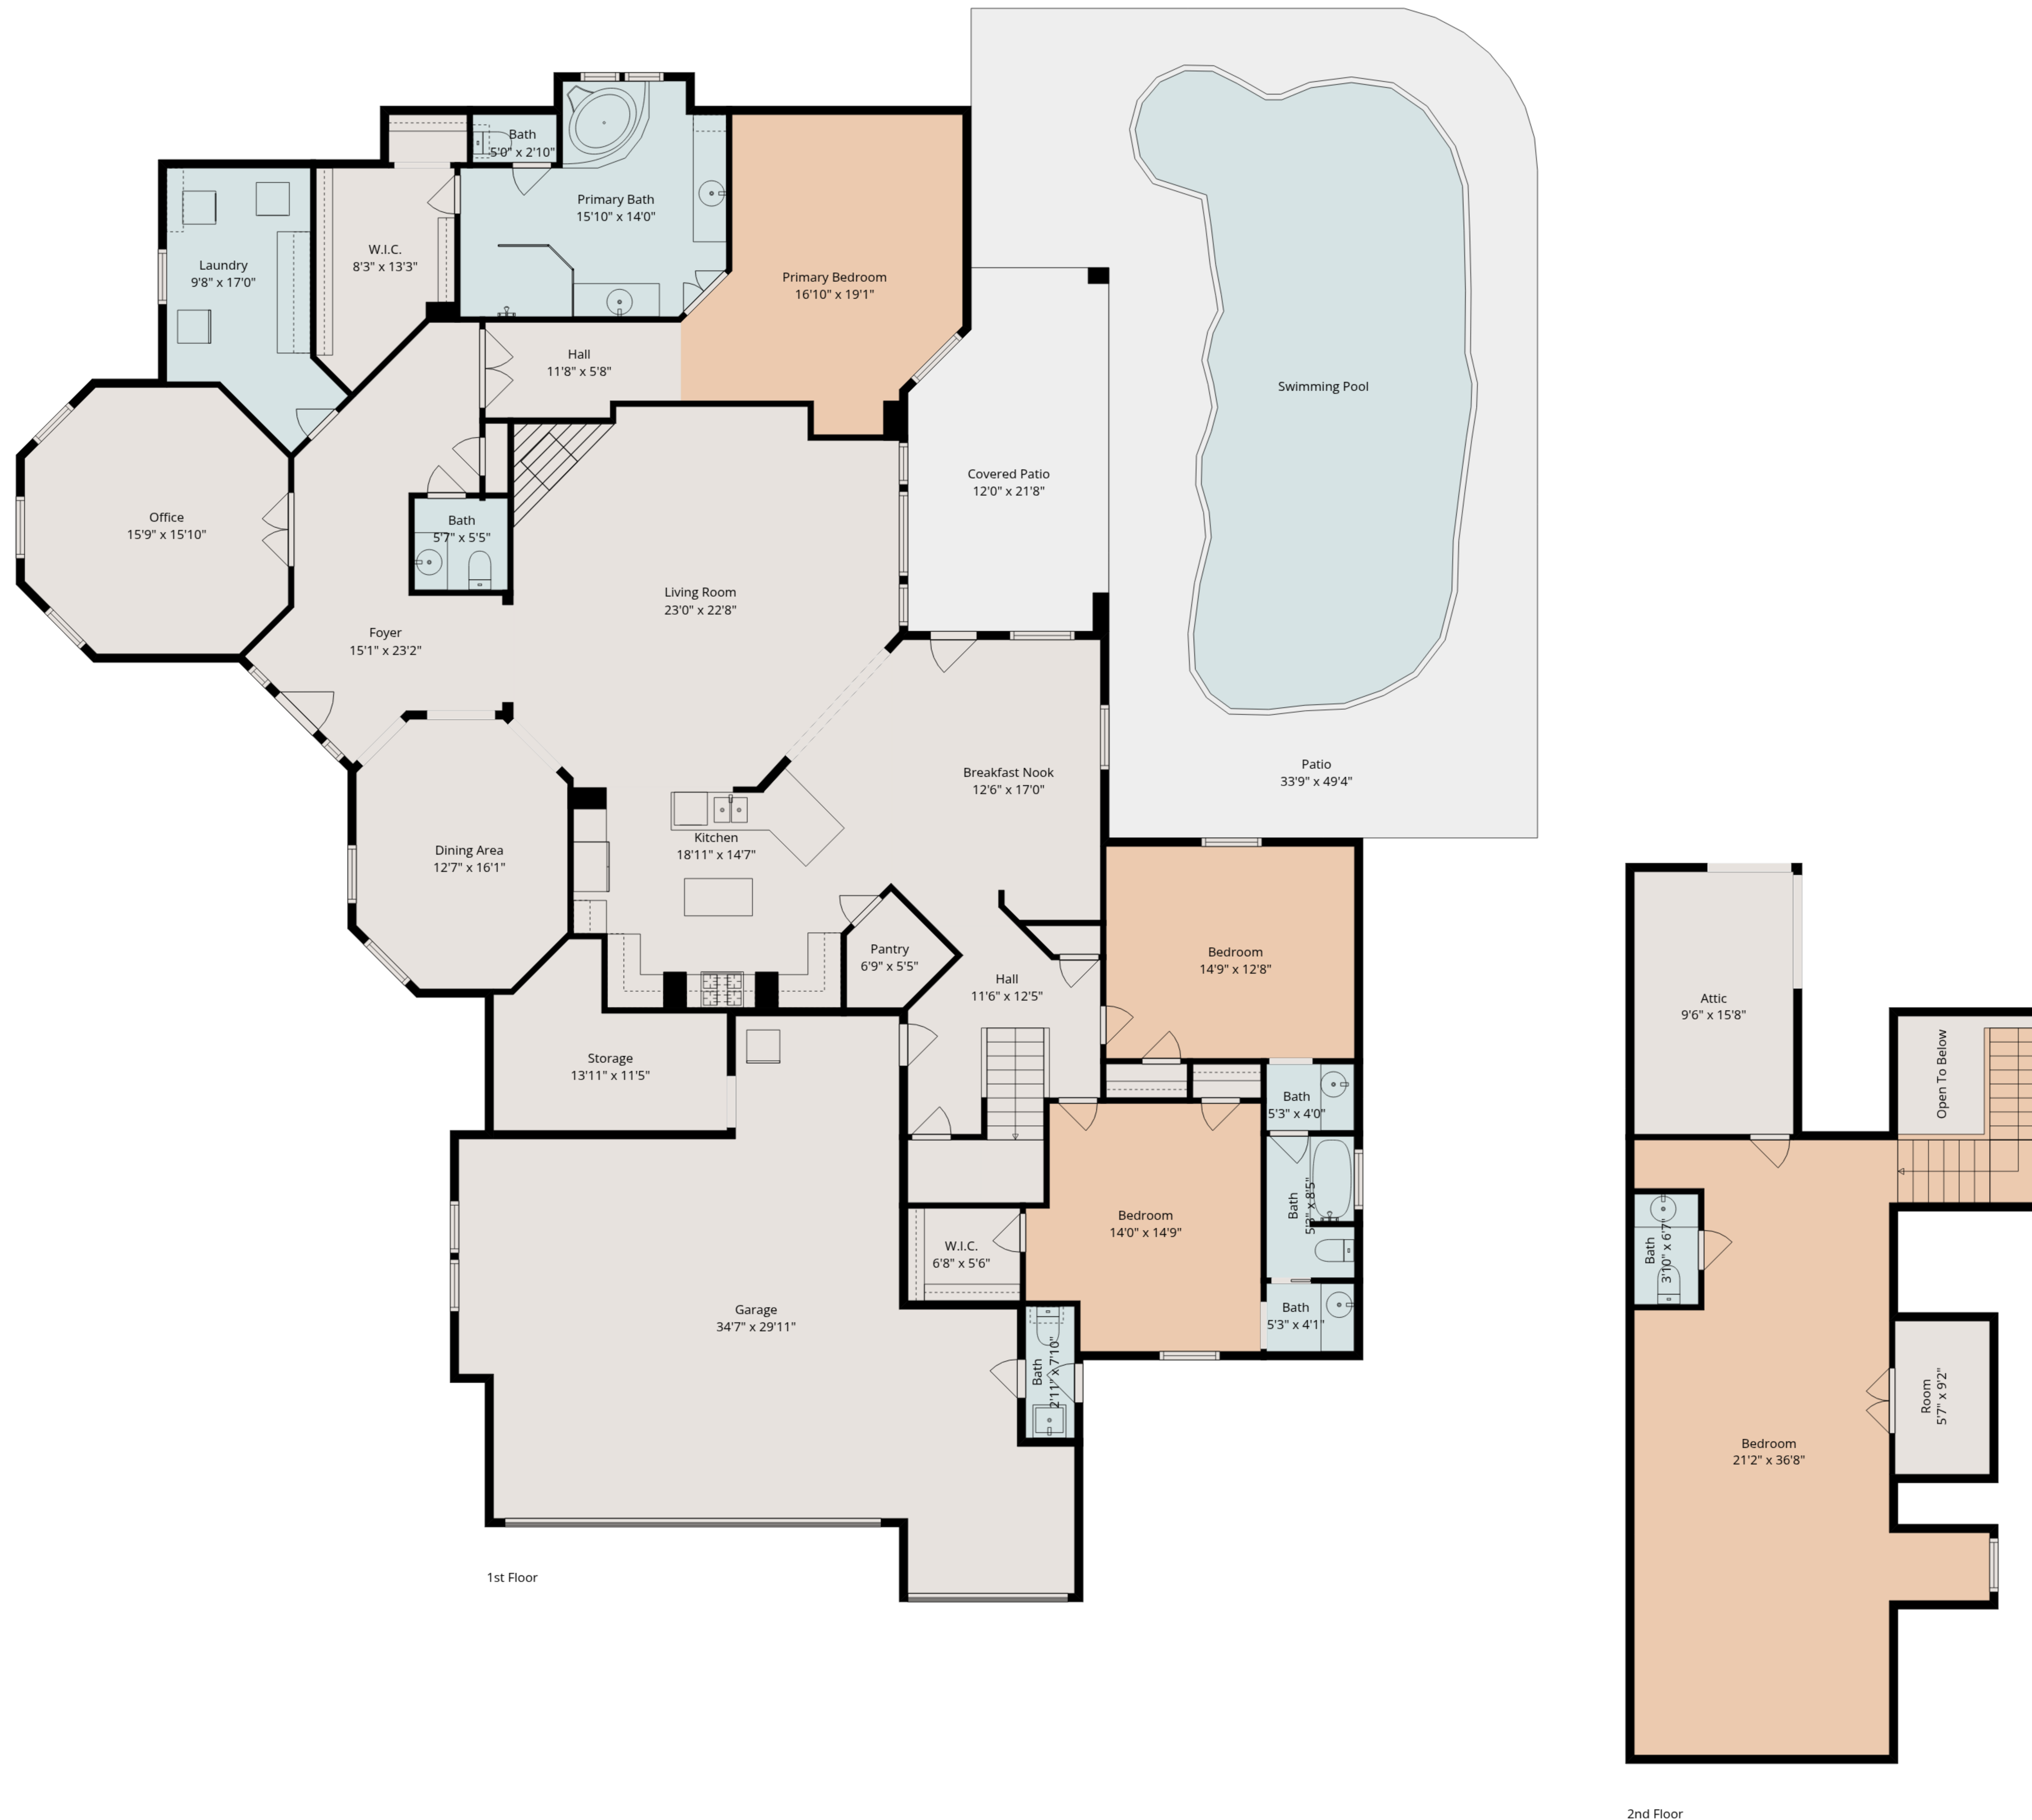 Bath
5'0" x 2'10"
Primary Bath
15'10" x 14'0"
W.I.C.
8'3" x 13'3"
Laundry
9'8" x 17'0"
Primary Bedroom
16'10" x 19'1"
Hall
11'8" x 5'8"
Swimming Pool
Covered Patio
12'0" x 21'8"
Office
15'9" x 15'10"
Bath
5'7" x 5'5"
Living Room
23'0" x 22'8"
Foyer
15'1" x 23'2"
Patio
33'9" x 49'4"
Breakfast Nook
12'6" x 17'0"
Kitchen
18'11" x 14'7"
Dining Area
12'7" x 16'1"
Pantry
6'9" x 5'5"
Hall
11'6" x 12'5"
Bedroom
14'9" x 12'8"
Storage
13'11" x 11'5"
Bath
5'3" x 4'0"
Bath
5'3" x 8'5"
Bedroom
14'0" x 14'9"
W.I.C.
6'8" x 5'6"
Bath
5'3" x 4'1"
Garage
34'7" x 29'11"
Bath
2'11" x 7'10"
1st Floor
Attic
9'6" x 15'8"
Open To Below
Bath
3'10" x 6'7"
Room
5'7" x 9'2"
Bedroom
21'2" x 36'8"
2nd Floor